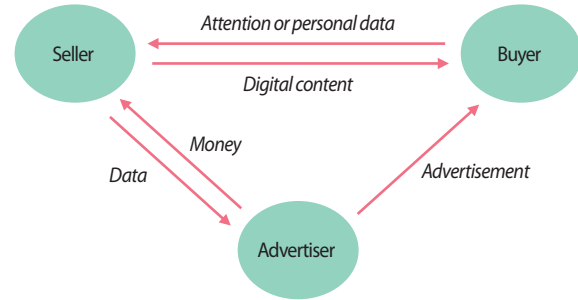 Attention or personal data
Seller
Buyer
Digital content
Money
Data
Advertisement
Advertiser